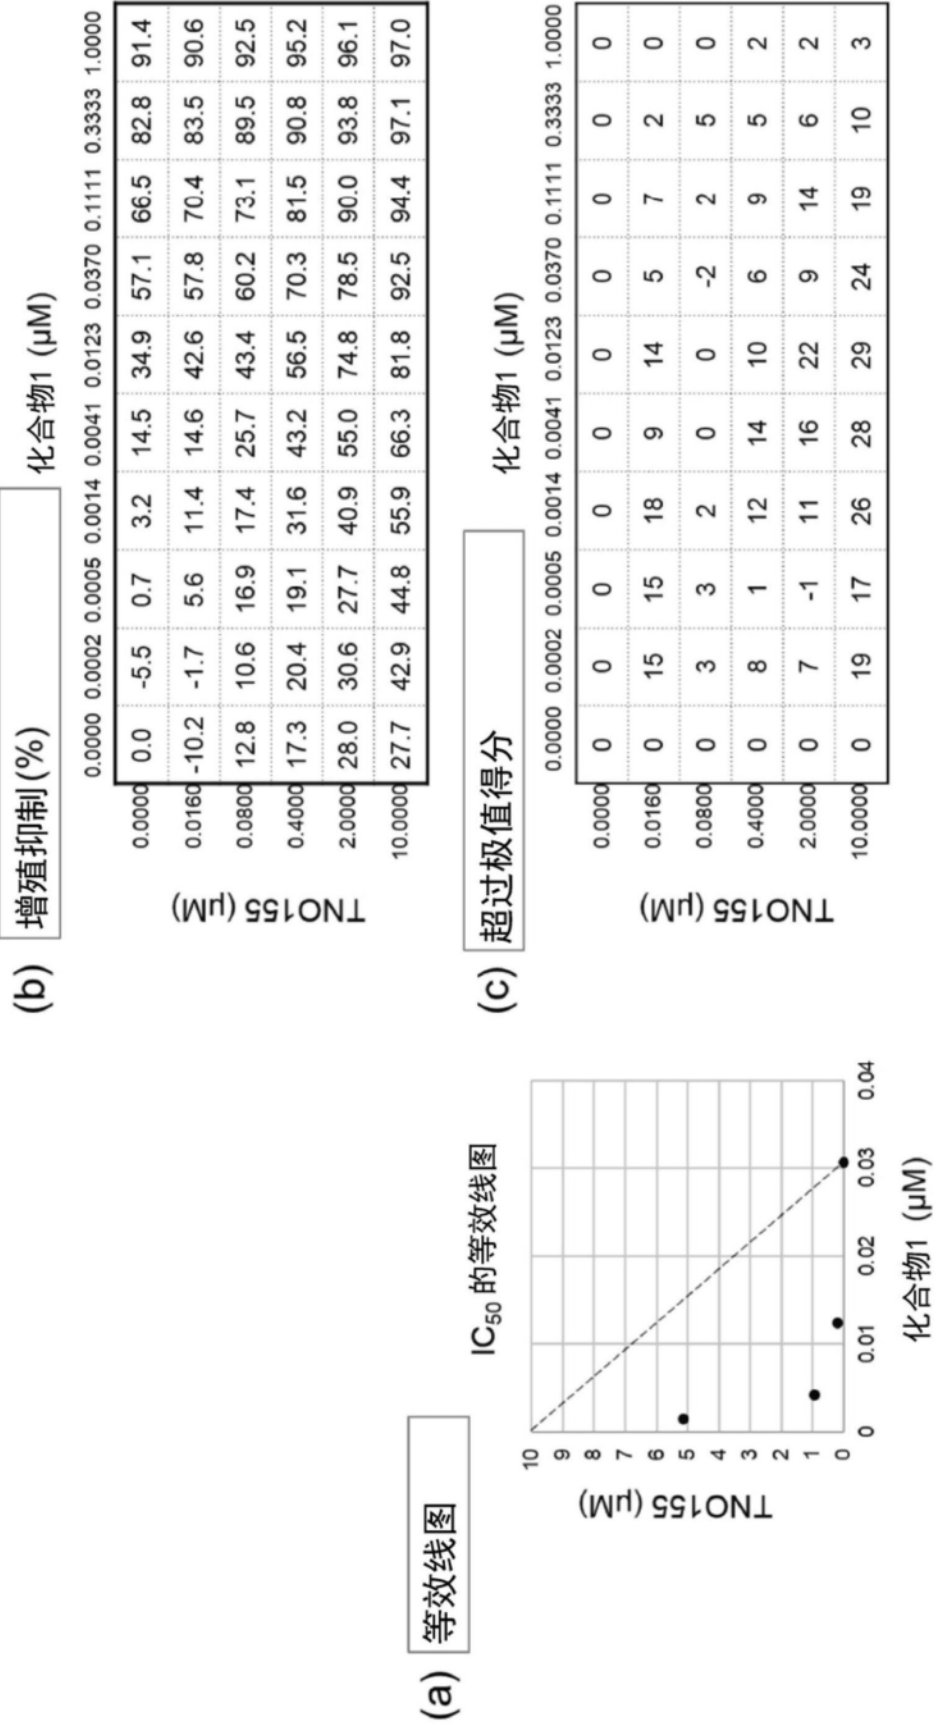 (a) 等效线图
IC50 的等效线图
TNO155 (μM)
10
9
8
7
6
5
4
3
2
1
0
0 0.01 0.02 0.03 0.04
化合物1 (μM)
(b) 增殖抑制 (%)
化合物1 (μM)
0.0000 0.0002 0.0005 0.0014 0.0041 0.0123 0.0370 0.1111 0.3333 1.0000
TNO155 (μM)
0.0000 0.0 -5.5 0.7 3.2 14.5 34.9 57.1 66.5 82.8 91.4
0.0160 -10.2 -1.7 5.6 11.4 14.6 42.6 57.8 70.4 83.5 90.6
0.0800 12.8 10.6 16.9 17.4 25.7 43.4 60.2 73.1 89.5 92.5
0.4000 17.3 20.4 19.1 31.6 43.2 56.5 70.3 81.5 90.8 95.2
2.0000 28.0 30.6 27.7 40.9 55.0 74.8 78.5 90.0 93.8 96.1
10.0000 27.7 42.9 44.8 55.9 66.3 81.8 92.5 94.4 97.1 97.0
(c) 超过极值得分
化合物1 (μM)
0.0000 0.0002 0.0005 0.0014 0.0041 0.0123 0.0370 0.1111 0.3333 1.0000
TNO155 (μM)
0.0000 0 0 0 0 0 0 0 0 0 0
0.0160 0 15 15 18 9 14 5 7 2 0
0.0800 0 3 3 2 0 0 -2 2 5 0
0.4000 0 8 1 12 14 10 6 9 5 2
2.0000 0 7 -1 11 16 22 9 14 6 2
10.0000 0 19 17 26 28 29 24 19 10 3